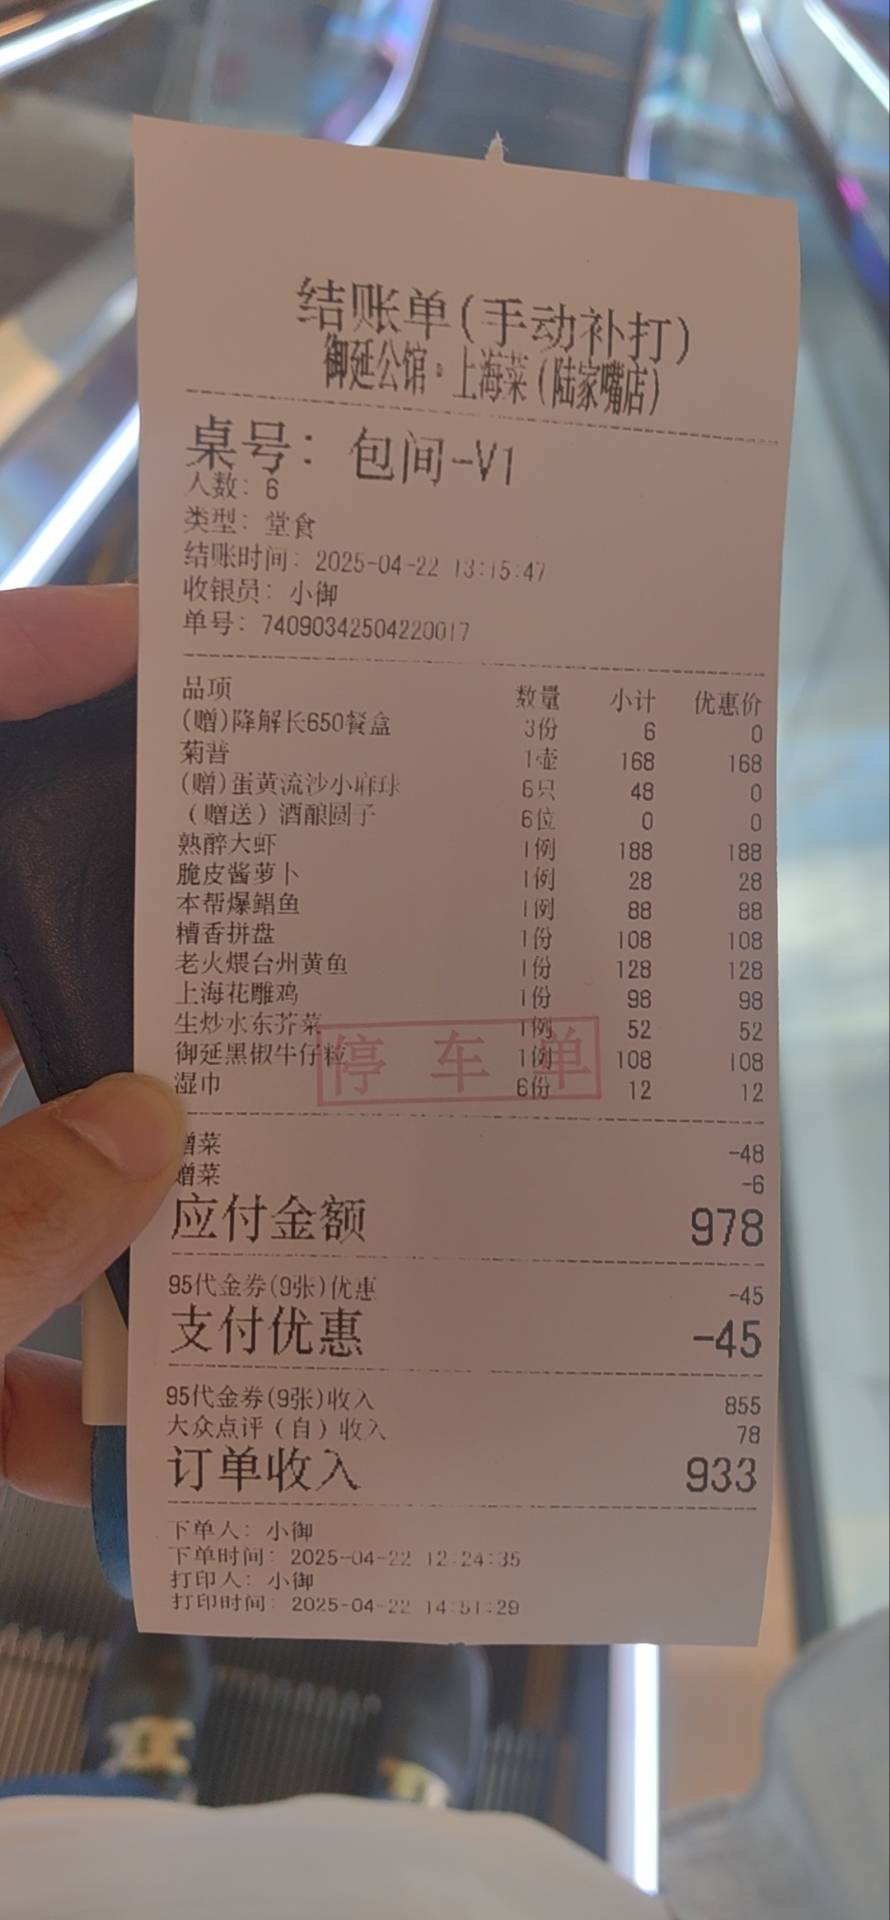 结账单(手动补打)
御延公馆·上海菜(陆家嘴店)
桌号: 包间-V1
人数: 6
类型: 堂食
结账时间: 2025-04-22 13:15:47
收银员: 小御
单号: 74090342504220017
品项 数量 小计 优惠价
(赠)降解长650餐盒 3份 6 0
菊普 1壶 168 168
(赠)蛋黄流沙小麻球 6只 48 0
(赠送)酒酿圆子 6位 0 0
熟醉大虾 1例 188 188
脆皮酱萝卜 1例 28 28
本帮爆鲳鱼 1例 88 88
糟香拼盘 1份 108 108
老火煨台州黄鱼 1份 128 128
上海花雕鸡 1份 98 98
生炒水东芥菜 1例 52 52
御延黑椒牛仔粒 1例 108 108
停车单
湿巾 6份 12 12
赠菜 -48
赠菜 -6
应付金额 978
95代金券(9张)优惠 -45
支付优惠 -45
95代金券(9张)收入 855
大众点评(自)收入 78
订单收入 933
下单人: 小御
下单时间: 2025-04-22 12:24:35
打印人: 小御
打印时间: 2025-04-22 14:51:29